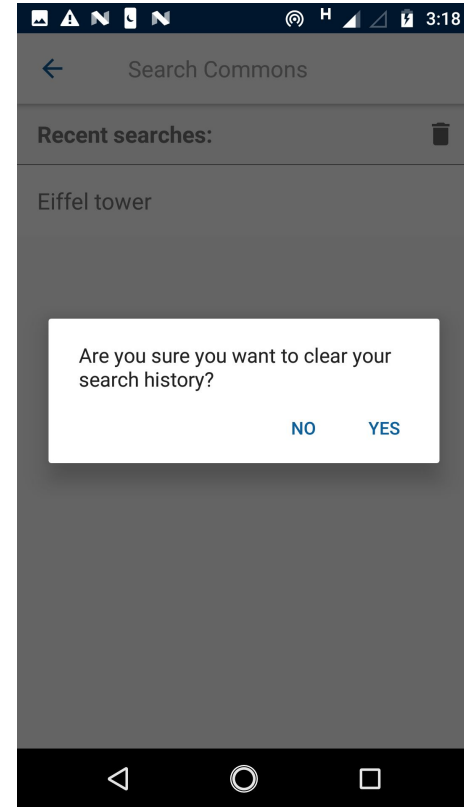 H 3:18
Search Commons
Recent searches:
Eiffel tower
Are you sure you want to clear your
search history?
NO YES